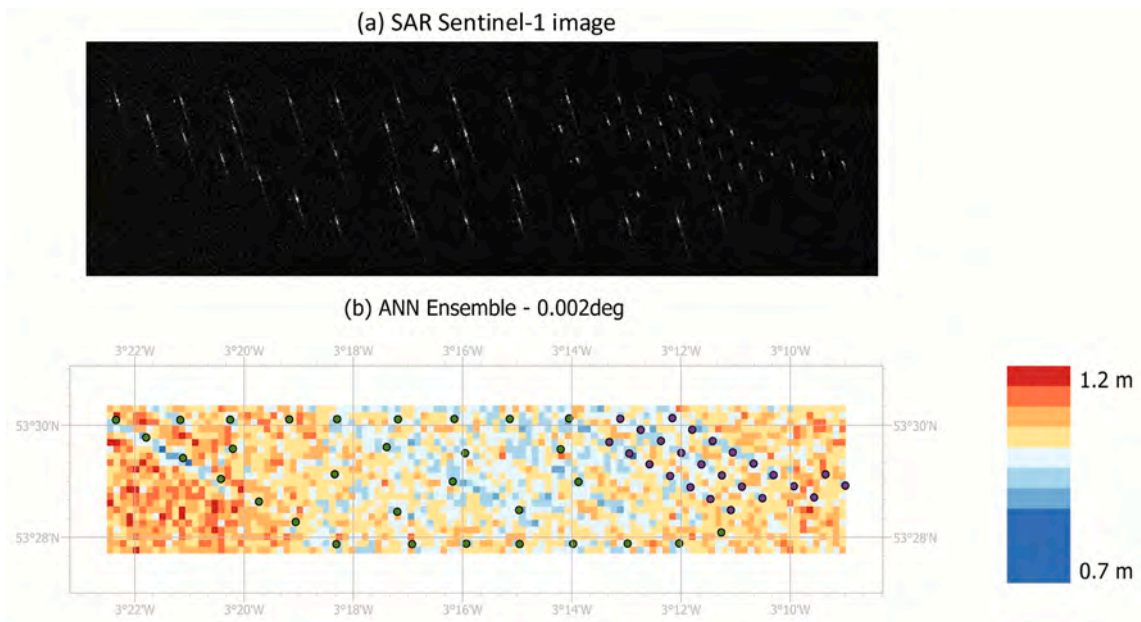 (a) SAR Sentinel-1 image
(b) ANN Ensemble - 0.002deg
3°22'W 3°20'W 3°18'W 3°16'W 3°14'W 3°12'W 3°10'W
1.2 m
53°30'N 53°30'N
53°28'N 53°28'N
0.7 m
3°22'W 3°20'W 3°18'W 3°16'W 3°14'W 3°12'W 3°10'W